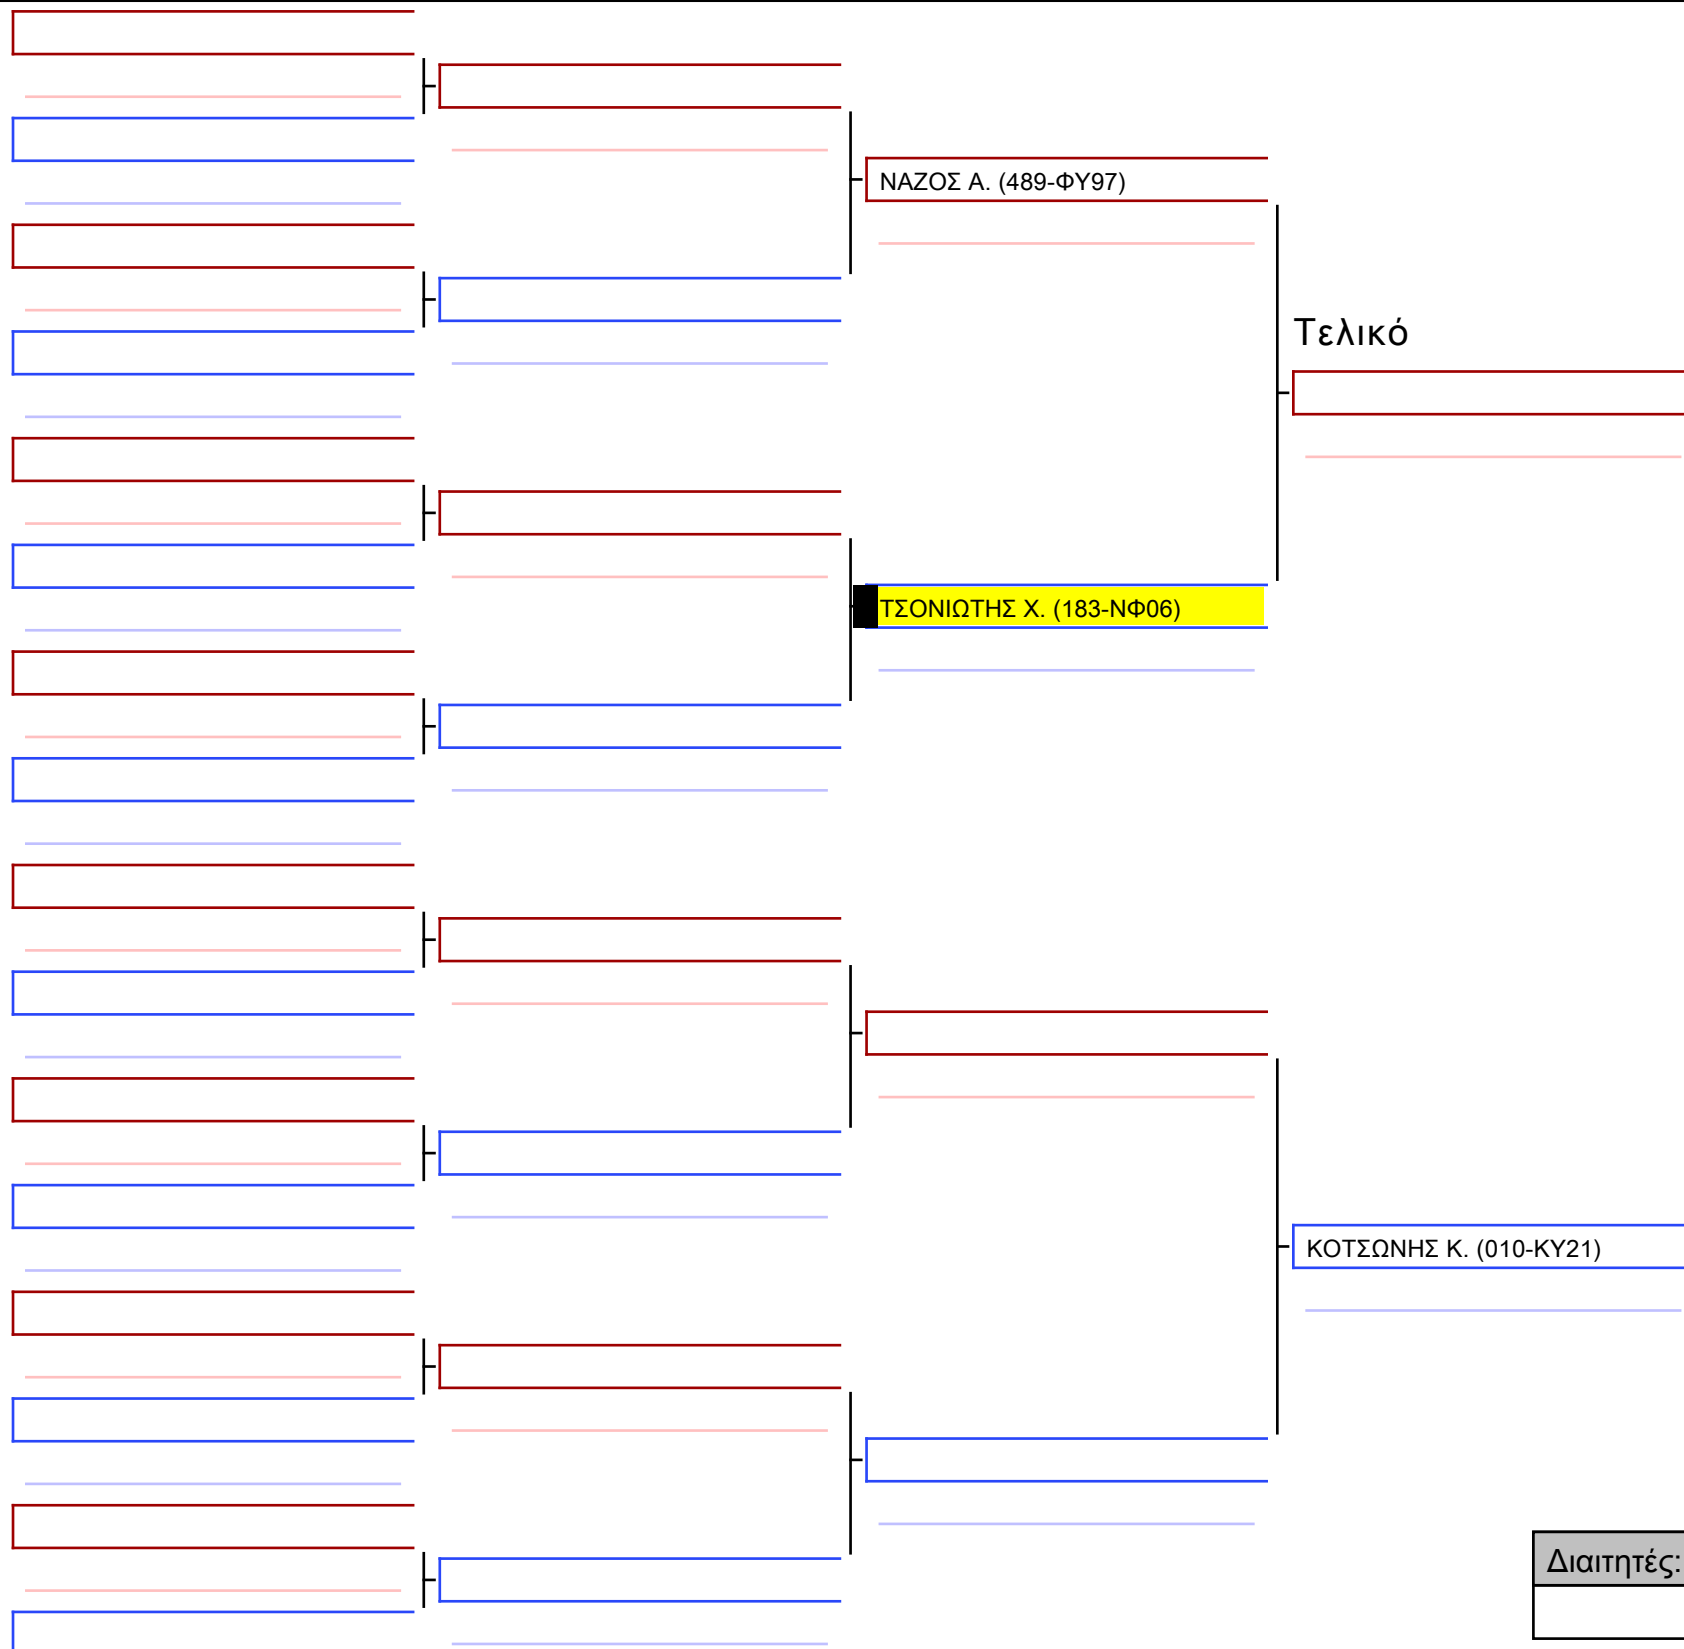 ΝΑΖΟΣ Α. (489-ΦΥ97)
Τελικό
ΤΣΟΝΙΩΤΗΣ Χ. (183-ΝΦ06)
ΚΟΤΣΩΝΗΣ Κ. (010-ΚΥ21)
Διαιτητές: